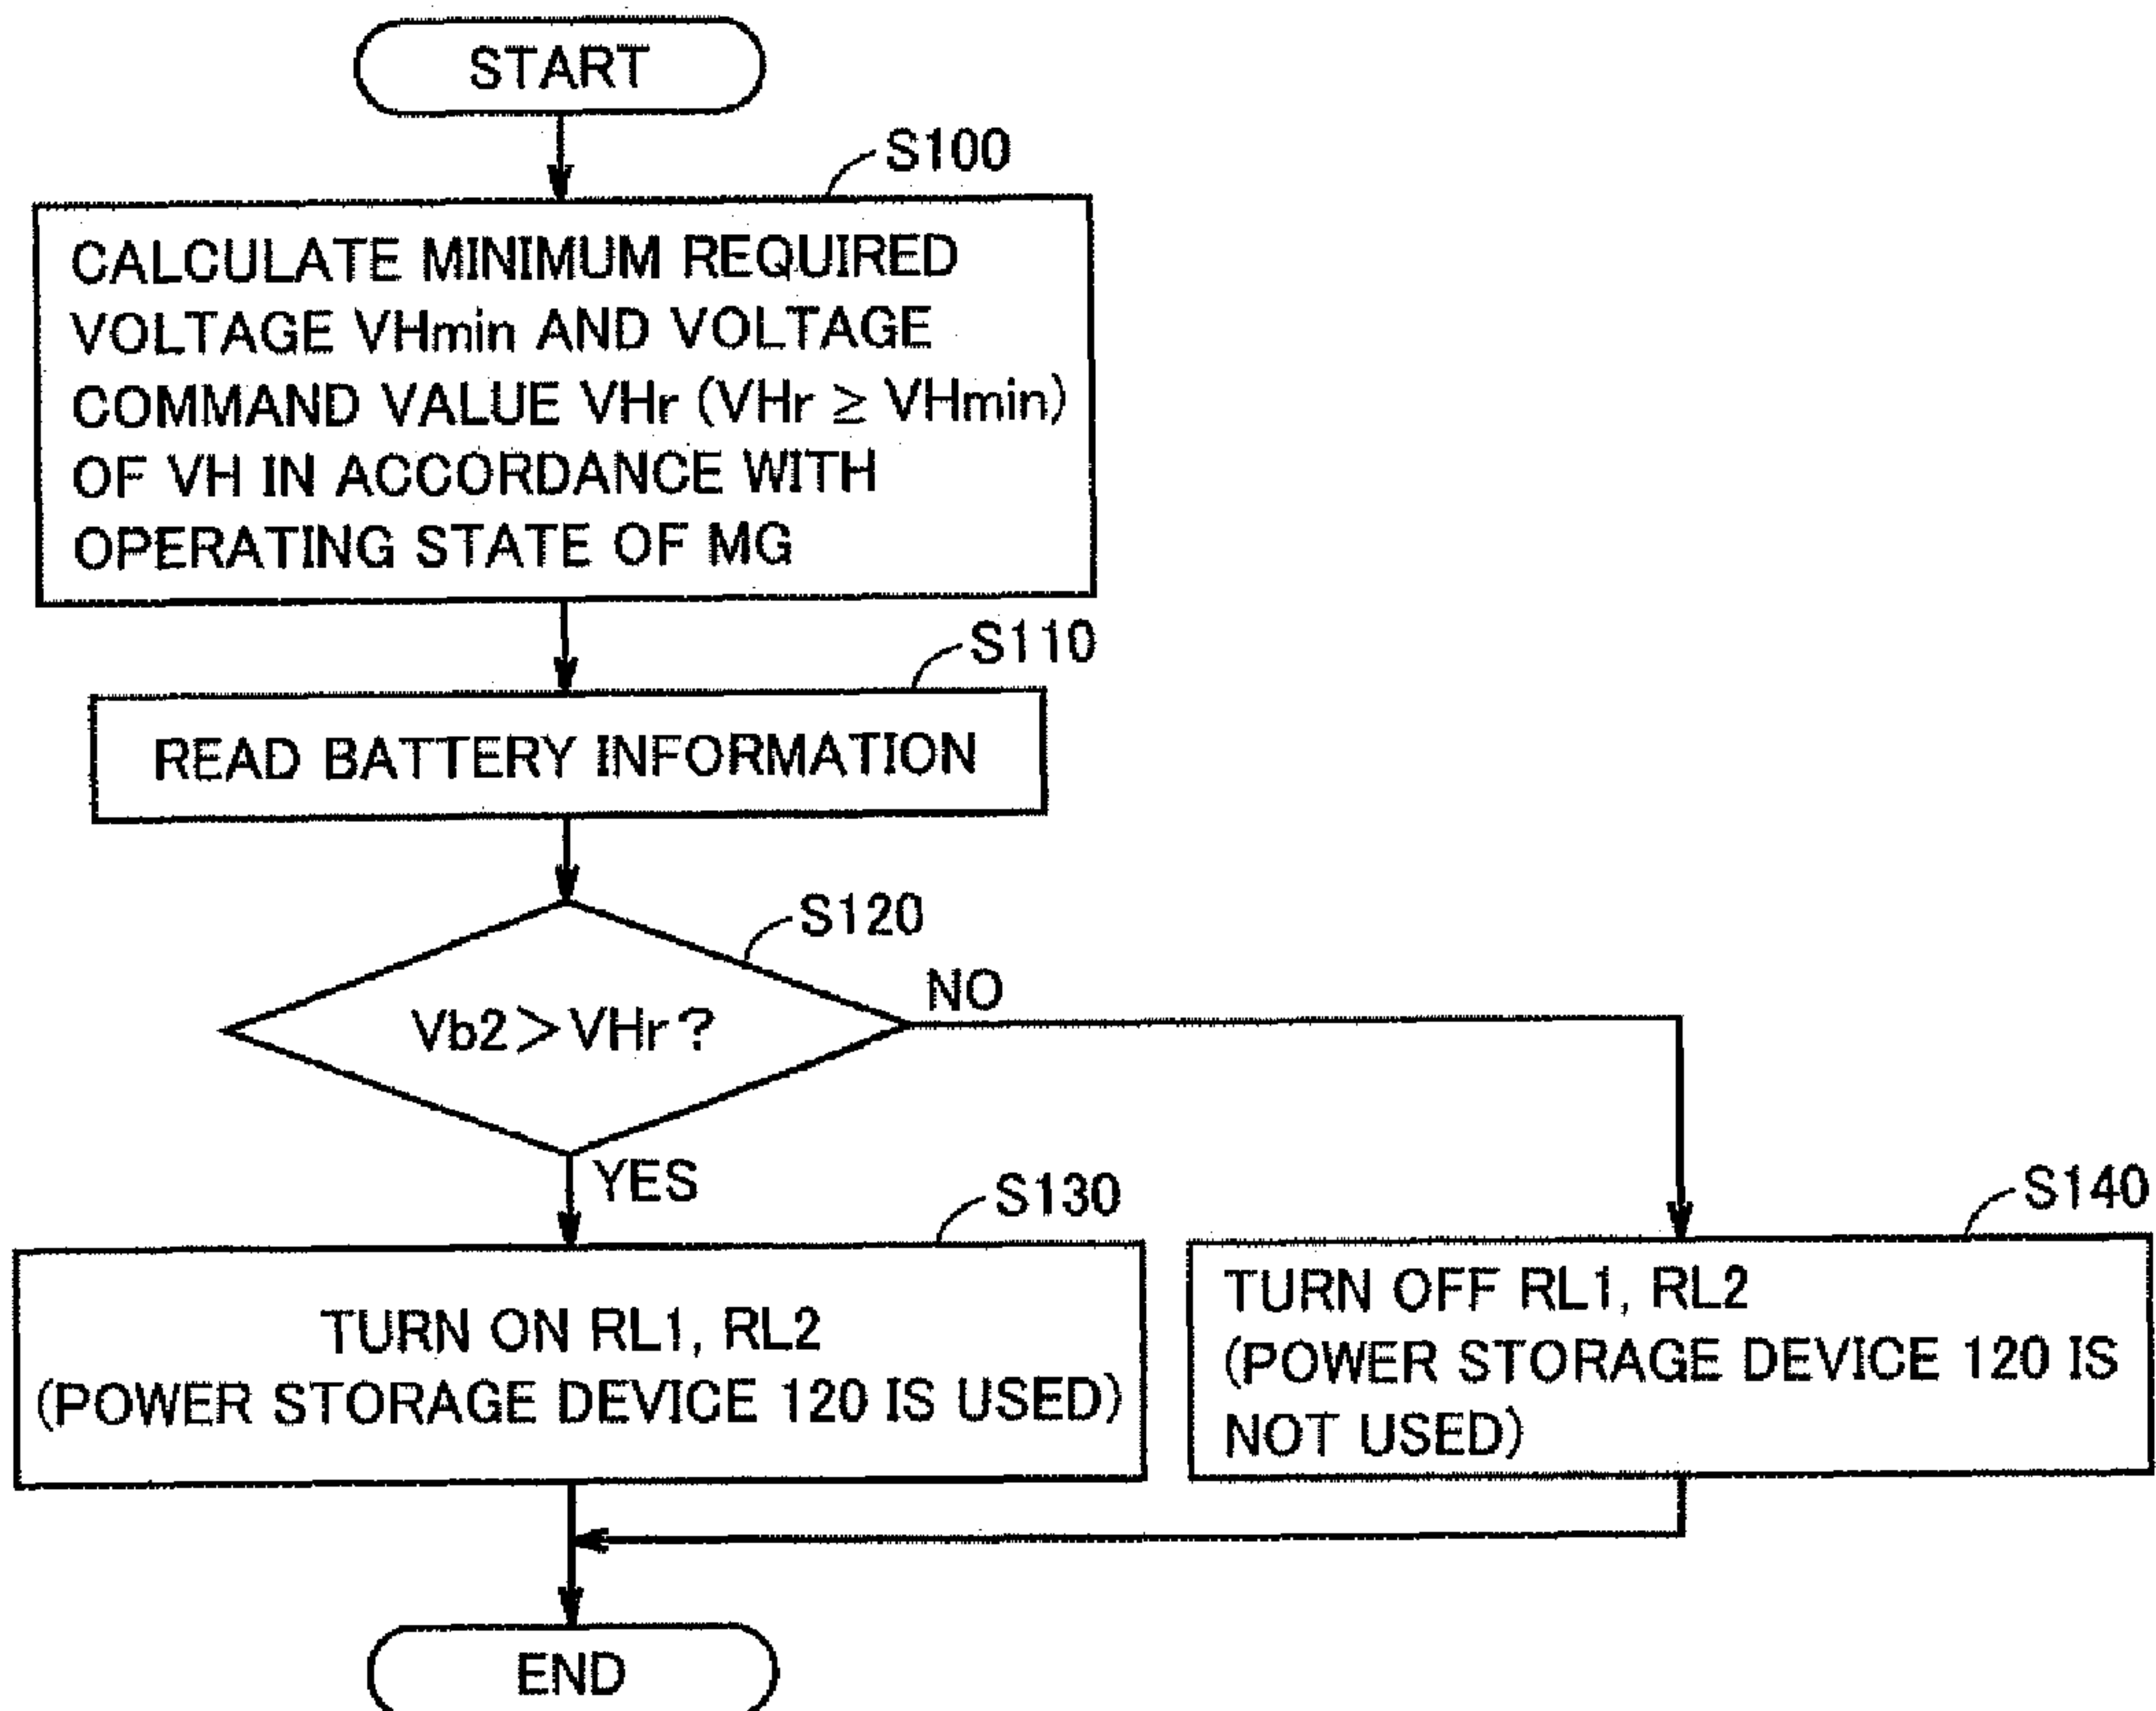 START
S100
CALCULATE MINIMUM REQUIRED
VOLTAGE VHmin AND VOLTAGE
COMMAND VALUE VHr (VHr ≧ VHmin)
OF VH IN ACCORDANCE WITH
OPERATING STATE OF MG
S110
READ BATTERY INFORMATION
S120
Vb2>VHr?
NO
YES
S130
TURN ON RL1, RL2
(POWER STORAGE DEVICE 120 IS USED)
S140
TURN OFF RL1, RL2
(POWER STORAGE DEVICE 120 IS
NOT USED)
END